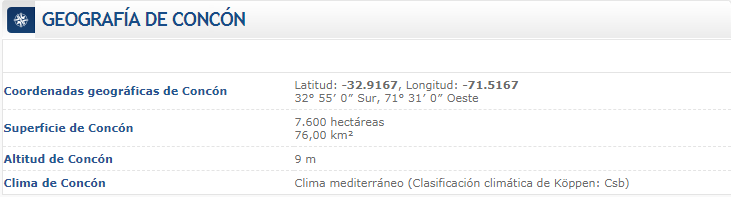 GEOGRAFÍA DE CONCÓN
Coordenadas geográficas de Concón
Latitud: -32.9167, Longitud: -71.5167
32° 55′ 0″ Sur, 71° 31′ 0″ Oeste
Superficie de Concón
7.600 hectáreas
76,00 km²
Altitud de Concón
9 m
Clima de Concón
Clima mediterráneo (Clasificación climática de Köppen: Csb)